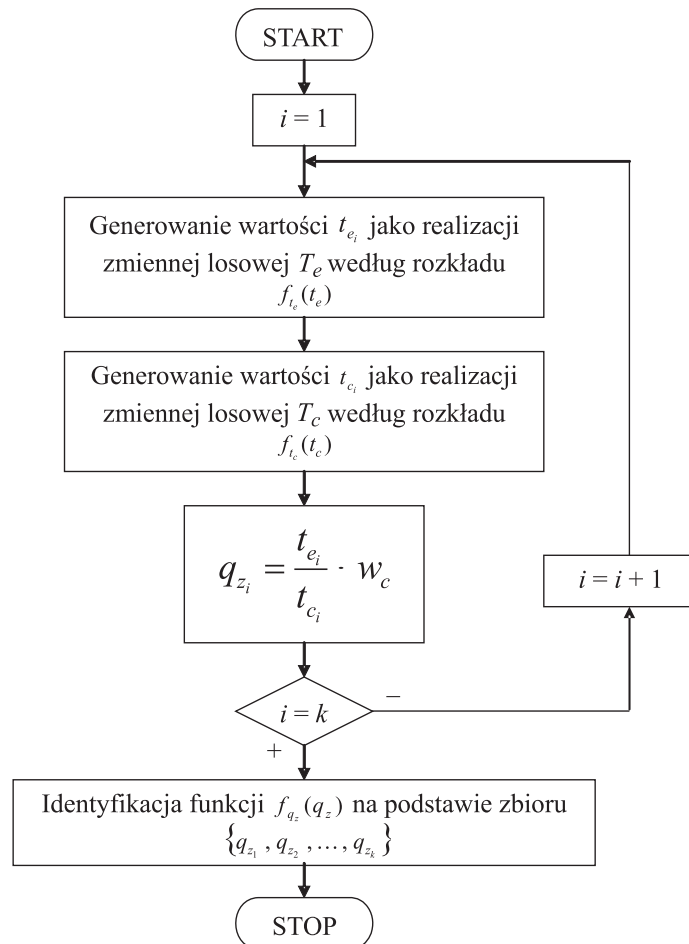 START
i = 1
Generowanie wartości t_{e_i} jako realizacji
zmiennej losowej T_e według rozkładu
f_{t_e}(t_e)
Generowanie wartości t_{c_i} jako realizacji
zmiennej losowej T_c według rozkładu
f_{t_c}(t_c)
q_{z_i} = \frac{t_{e_i}}{t_{c_i}} · w_c
i = i + 1
i = k
−
+
Identyfikacja funkcji f_{q_z}(q_z) na podstawie zbioru
{q_{z_1}, q_{z_2}, ..., q_{z_k}}
STOP